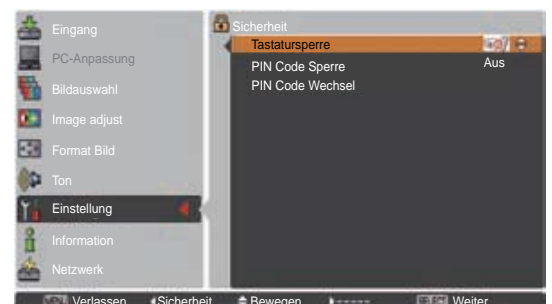 Eingang
PC-Anpassung
Bildauswahl
Image adjust
Format Bild
Ton
Einstellung
Information
Netzwerk
Sicherheit
Tastatursperre
PIN Code Sperre Aus
PIN Code Wechsel
Verlassen Sicherheit Bewegen ----- Weiter